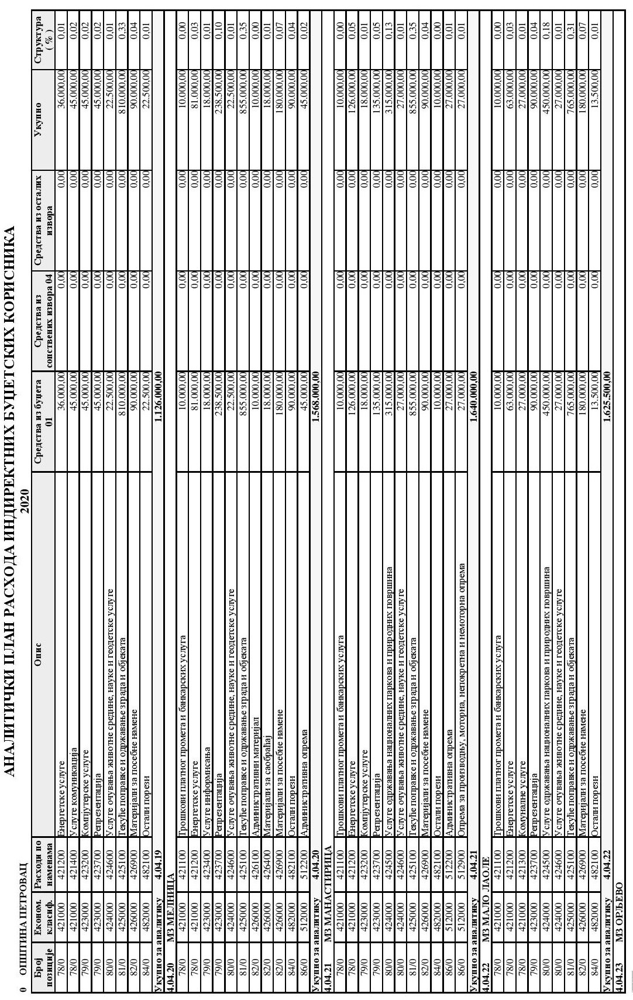 АНАЛИТИЧКИ ПЛАН РАСХОДА ИНДИРЕКТНИХ БУЏЕТСКИХ КОРИСНИКА
0 ОПШТИНА ПЕТРОВАЦ 2020
Број позиције Економ. класиф. Расходи по наменама Опис Средства из буџета 01 Средства из сопствених извора 04 Средства из осталих извора Укупно Структура ( % )
78/0 421000 421200 Енергетске услуге 36.000,00 0,00 0,00 36.000,00 0,01
78/0 421000 421400 Услуге комуникација 45.000,00 0,00 0,00 45.000,00 0,02
79/0 423000 423200 Компјутерске услуге 45.000,00 0,00 0,00 45.000,00 0,02
79/0 423000 423700 Репрезентација 45.000,00 0,00 0,00 45.000,00 0,02
80/0 424000 424600 Услуге очувања животне средине, науке и геодетске услуге 22.500,00 0,00 0,00 22.500,00 0,01
81/0 425000 425100 Текуће поправке и одржавање зграда и објеката 810.000,00 0,00 0,00 810.000,00 0,33
82/0 426000 426900 Материјали за посебне намене 90.000,00 0,00 0,00 90.000,00 0,04
84/0 482000 482100 Остали порези 22.500,00 0,00 0,00 22.500,00 0,01
Укупно за аналитику 4.04.19 1.126.000,00
4.04.20 МЗ МЕЛНИЦА
78/0 421000 421100 Трошкови платног промета и банкарских услуга 10.000,00 0,00 0,00 10.000,00 0,00
78/0 421000 421200 Енергетске услуге 81.000,00 0,00 0,00 81.000,00 0,03
79/0 423000 423400 Услуге информисања 18.000,00 0,00 0,00 18.000,00 0,01
79/0 423000 423700 Репрезентација 238.500,00 0,00 0,00 238.500,00 0,10
80/0 424000 424600 Услуге очувања животне средине, науке и геодетске услуге 22.500,00 0,00 0,00 22.500,00 0,01
81/0 425000 425100 Текуће поправке и одржавање зграда и објеката 855.000,00 0,00 0,00 855.000,00 0,35
82/0 426000 426100 Административни материјал 10.000,00 0,00 0,00 10.000,00 0,00
82/0 426000 426400 Материјали за саобраћај 18.000,00 0,00 0,00 18.000,00 0,01
82/0 426000 426900 Материјали за посебне намене 180.000,00 0,00 0,00 180.000,00 0,07
84/0 482000 482100 Остали порези 90.000,00 0,00 0,00 90.000,00 0,04
86/0 512000 512200 Административна опрема 45.000,00 0,00 0,00 45.000,00 0,02
Укупно за аналитику 4.04.20 1.568.000,00
4.04.21 МЗ МАНАСТИРИЦА
78/0 421000 421100 Трошкови платног промета и банкарских услуга 10.000,00 0,00 0,00 10.000,00 0,00
78/0 421000 421200 Енергетске услуге 126.000,00 0,00 0,00 126.000,00 0,05
79/0 423000 423200 Компјутерске услуге 18.000,00 0,00 0,00 18.000,00 0,01
79/0 423000 423700 Репрезентација 135.000,00 0,00 0,00 135.000,00 0,05
80/0 424000 424500 Услуге одржавања националних паркова и природних површина 315.000,00 0,00 0,00 315.000,00 0,13
80/0 424000 424600 Услуге очувања животне средине, науке и геодетске услуге 27.000,00 0,00 0,00 27.000,00 0,01
81/0 425000 425100 Текуће поправке и одржавање зграда и објеката 855.000,00 0,00 0,00 855.000,00 0,35
82/0 426000 426900 Материјали за посебне намене 90.000,00 0,00 0,00 90.000,00 0,04
84/0 482000 482100 Остали порези 10.000,00 0,00 0,00 10.000,00 0,00
86/0 512000 512200 Административна опрема 27.000,00 0,00 0,00 27.000,00 0,01
86/0 512000 512900 Опрема за производњу, моторна, непокретна и немоторна опрема 27.000,00 0,00 0,00 27.000,00 0,01
Укупно за аналитику 4.04.21 1.640.000,00
4.04.22 МЗ МАЛО ЛАОЛЕ
78/0 421000 421100 Трошкови платног промета и банкарских услуга 10.000,00 0,00 0,00 10.000,00 0,00
78/0 421000 421200 Енергетске услуге 63.000,00 0,00 0,00 63.000,00 0,03
78/0 421000 421300 Комуналне услуге 27.000,00 0,00 0,00 27.000,00 0,01
79/0 423000 423700 Репрезентација 90.000,00 0,00 0,00 90.000,00 0,04
80/0 424000 424500 Услуге одржавања националних паркова и природних површина 450.000,00 0,00 0,00 450.000,00 0,18
80/0 424000 424600 Услуге очувања животне средине, науке и геодетске услуге 27.000,00 0,00 0,00 27.000,00 0,01
81/0 425000 425100 Текуће поправке и одржавање зграда и објеката 765.000,00 0,00 0,00 765.000,00 0,31
82/0 426000 426900 Материјали за посебне намене 180.000,00 0,00 0,00 180.000,00 0,07
84/0 482000 482100 Остали порези 13.500,00 0,00 0,00 13.500,00 0,01
Укупно за аналитику 4.04.22 1.625.500,00
4.04.23 МЗ ОРЉЕВО